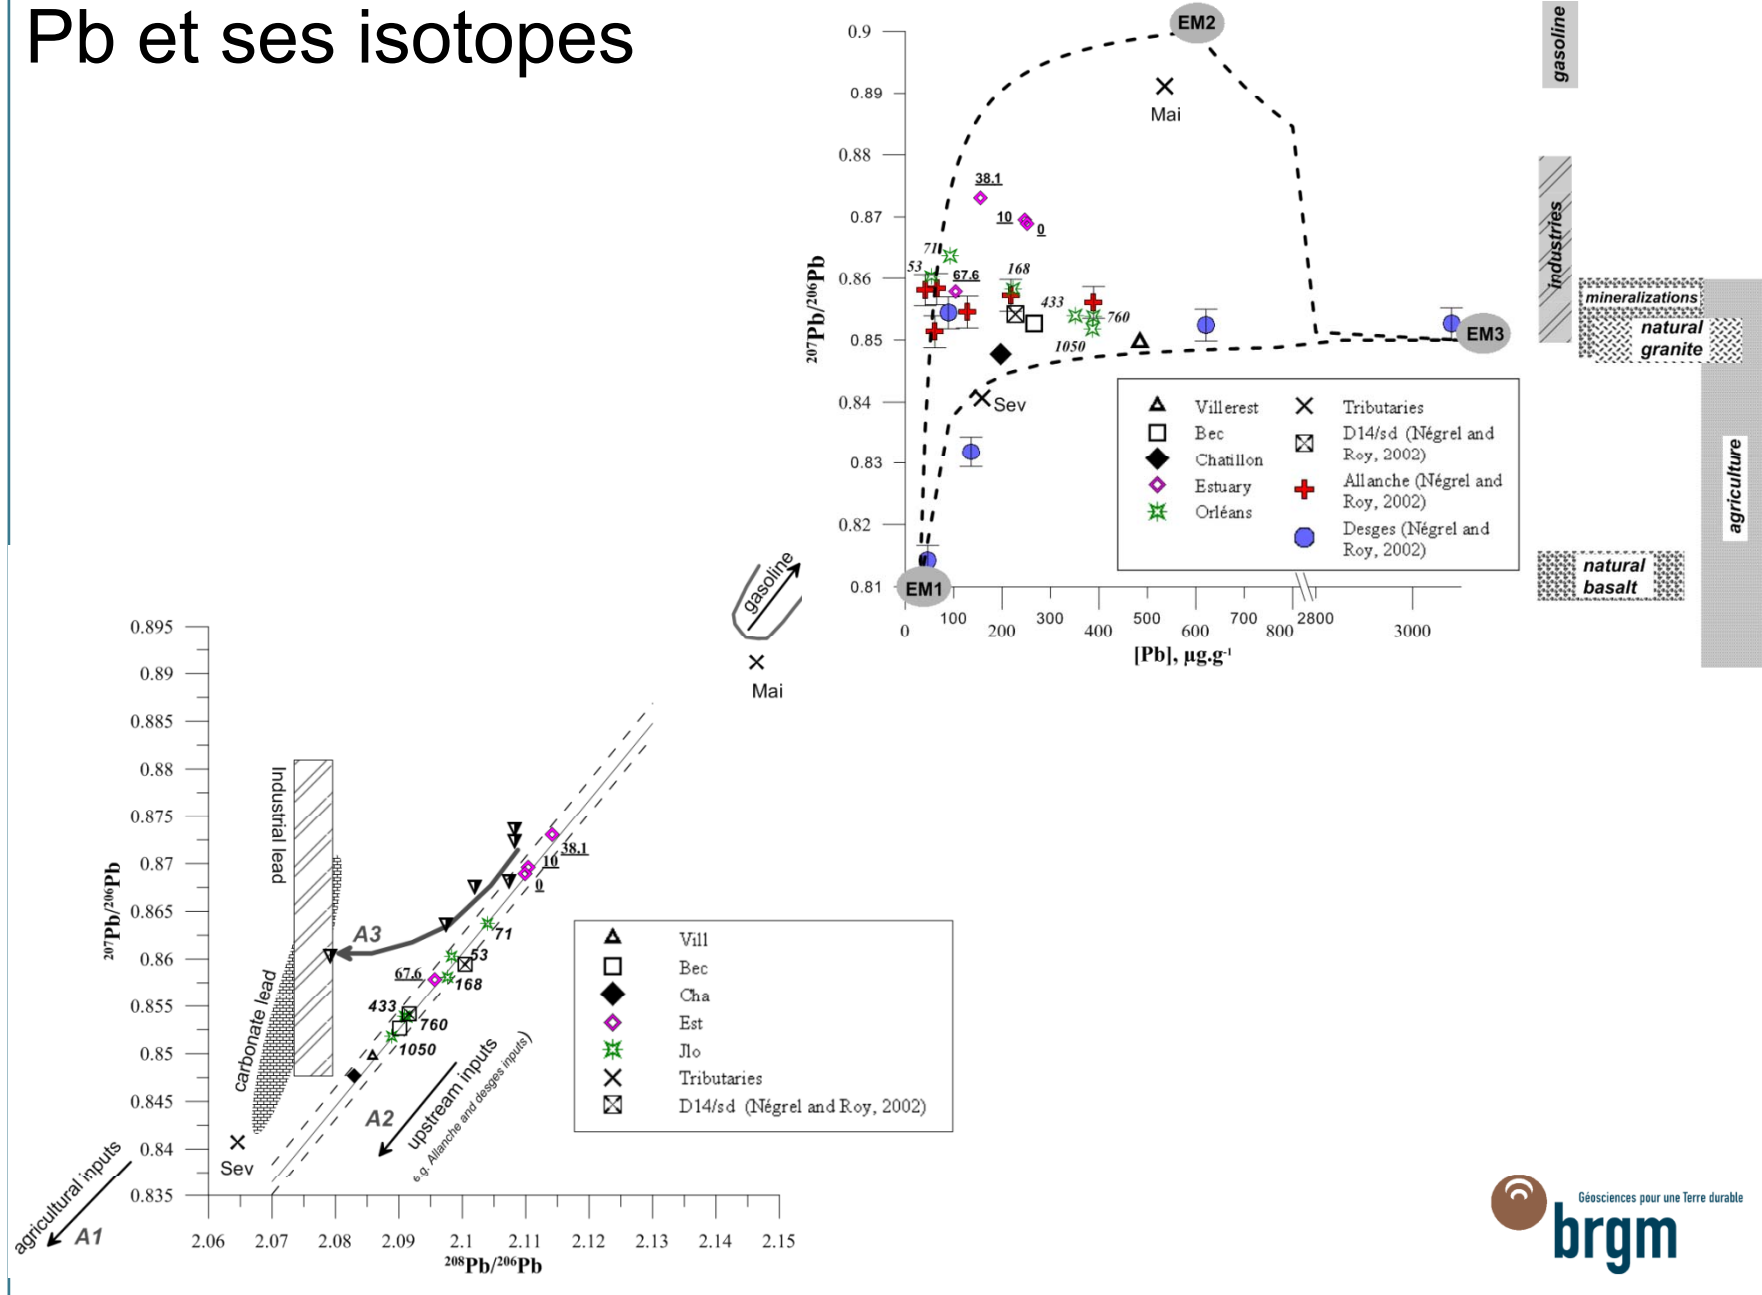 Pb et ses isotopes
EM2
0.9
0.89
0.88
0.87
0.86
0.85
0.84
0.83
0.82
0.81
207Pb/206Pb
Mai
38.1
10
0
71
53
67.6
168
433
760
1050
Sev
EM3
EM1
Villerest
Bec
Chatillon
Estuary
Orléans
Tributaries
D14/sd (Négrel and
Roy, 2002)
Allanche (Négrel and
Roy, 2002)
Desges (Négrel and
Roy, 2002)
0
100
200
300
400
500
600
700
800
2800
3000
[Pb], µg.g-1
gasoline
industries
mineralizations
natural
granite
agriculture
natural
basalt
gasoline
Mai
0.895
0.89
0.885
0.88
0.875
0.87
0.865
0.86
0.855
0.85
0.845
0.84
0.835
207Pb/206Pb
Industrial lead
carbonate lead
A3
38.1
10
0
71
53
67.6
168
433
760
1050
A2
upstream inputs
e.g. Allanche and desges inputs)
Sev
agricultural inputs
A1
Vill
Bec
Cha
Est
Jlo
Tributaries
D14/sd (Négrel and Roy, 2002)
2.06
2.07
2.08
2.09
2.1
2.11
2.12
2.13
2.14
2.15
208Pb/206Pb
Géosciences pour une Terre durable
brgm